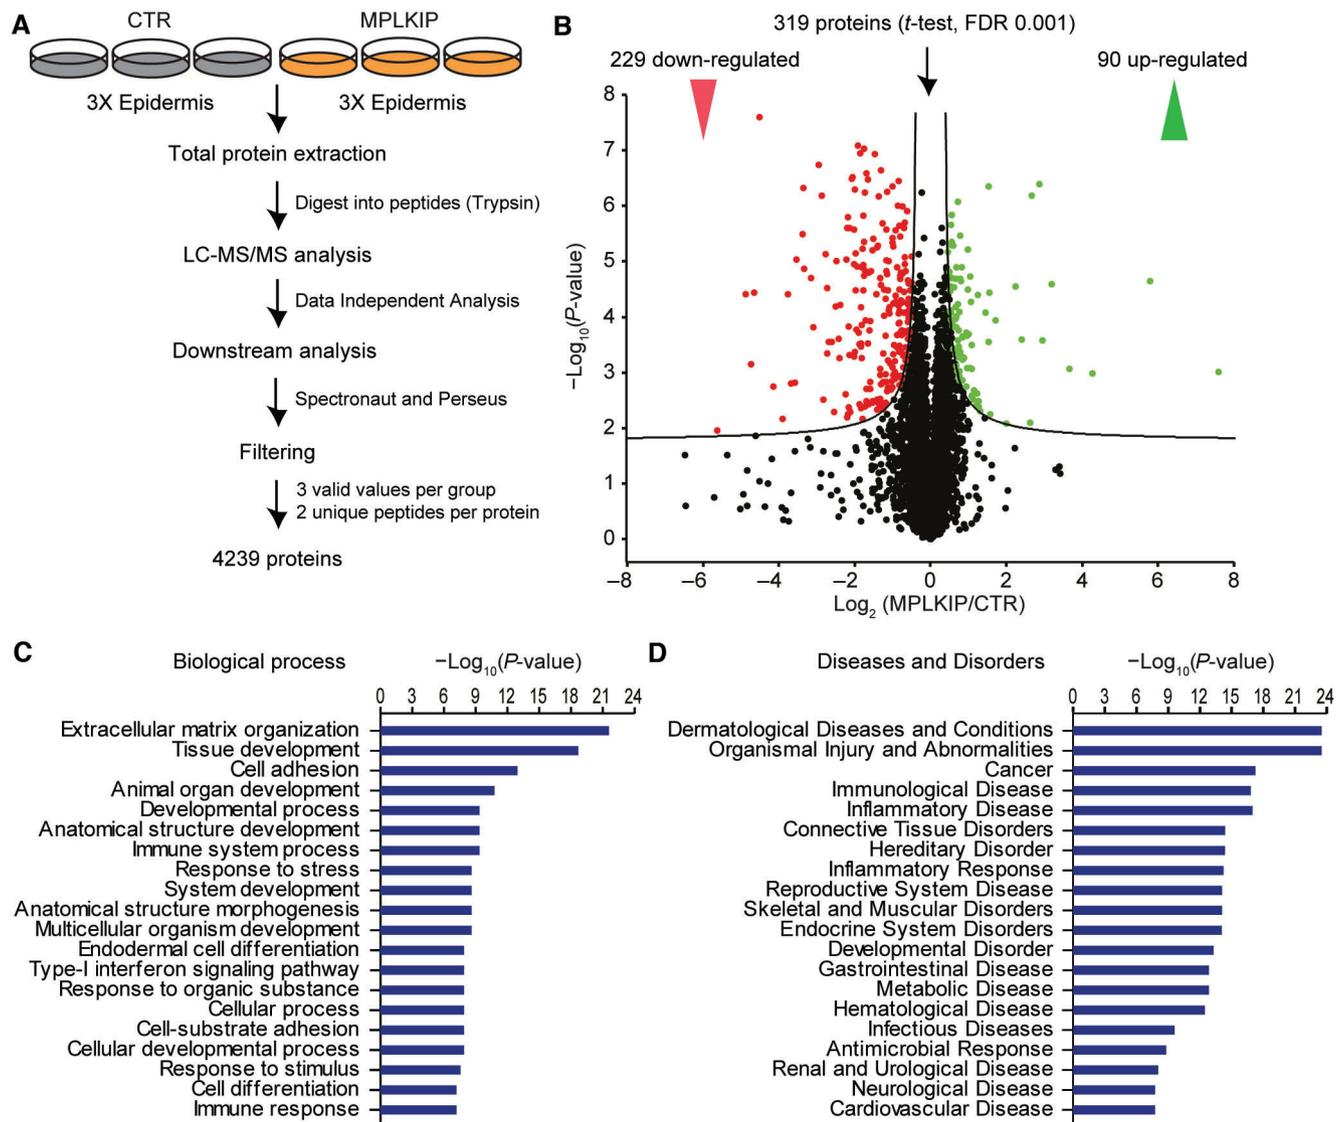 A
CTR
MPLKIP
3X Epidermis
3X Epidermis
Total protein extraction
Digest into peptides (Trypsin)
LC-MS/MS analysis
Data Independent Analysis
Downstream analysis
Spectronaut and Perseus
Filtering
3 valid values per group
2 unique peptides per protein
4239 proteins
B
319 proteins (t-test, FDR 0.001)
229 down-regulated
90 up-regulated
8
7
6
5
4
3
2
1
0
−Log10(P-value)
−8 −6 −4 −2 0 2 4 6 8
Log2 (MPLKIP/CTR)
C
Biological process
−Log10(P-value)
0 3 6 9 12 15 18 21 24
Extracellular matrix organization
Tissue development
Cell adhesion
Animal organ development
Developmental process
Anatomical structure development
Immune system process
Response to stress
System development
Anatomical structure morphogenesis
Multicellular organism development
Endodermal cell differentiation
Type-I interferon signaling pathway
Response to organic substance
Cellular process
Cell-substrate adhesion
Cellular developmental process
Response to stimulus
Cell differentiation
Immune response
D
Diseases and Disorders
−Log10(P-value)
0 3 6 9 12 15 18 21 24
Dermatological Diseases and Conditions
Organismal Injury and Abnormalities
Cancer
Immunological Disease
Inflammatory Disease
Connective Tissue Disorders
Hereditary Disorder
Inflammatory Response
Reproductive System Disease
Skeletal and Muscular Disorders
Endocrine System Disorders
Developmental Disorder
Gastrointestinal Disease
Metabolic Disease
Hematological Disease
Infectious Diseases
Antimicrobial Response
Renal and Urological Disease
Neurological Disease
Cardiovascular Disease